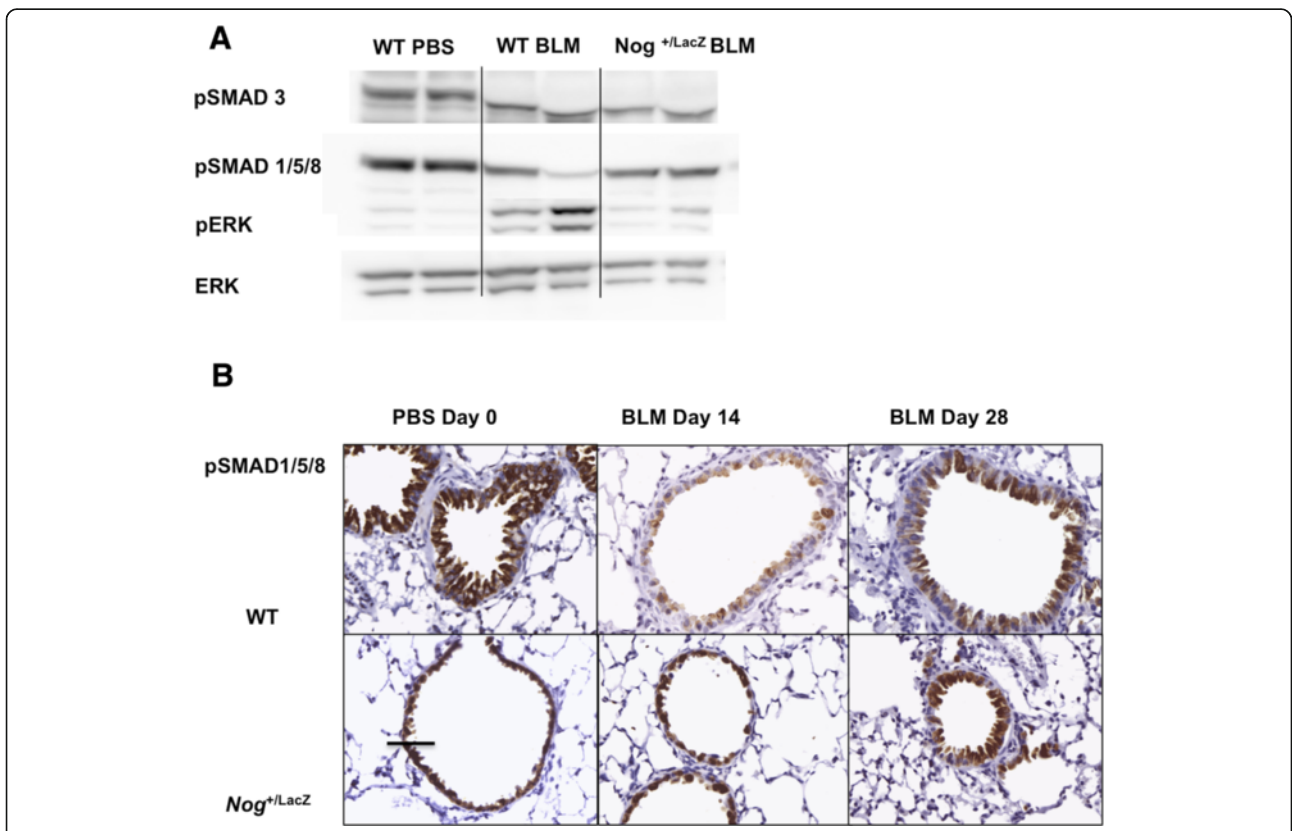 A
WT PBS WT BLM Nog +/LacZ BLM
pSMAD 3
pSMAD 1/5/8
pERK
ERK
B
PBS Day 0 BLM Day 14 BLM Day 28
pSMAD1/5/8
WT
Nog+/LacZ